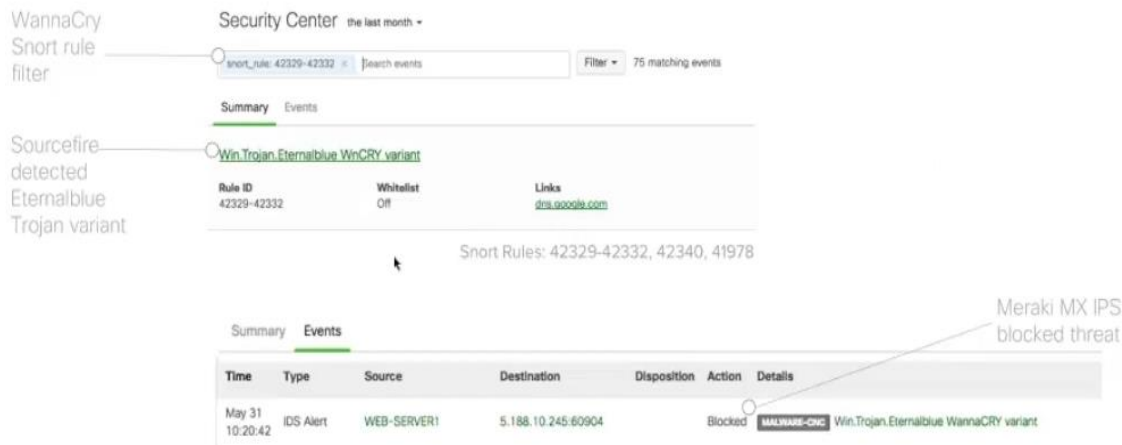 WannaCry
Snort rule
filter
Security Center the last month
snort_rule: 42329-42332 × Search events
Filter
75 matching events
Summary Events
Sourcefire
detected
Eternalblue
Trojan variant
Win.Trojan.Eternalblue WnCRY variant
Rule ID Whitelist Links
42329-42332 Off dns.google.com
Snort Rules: 42329-42332, 42340, 41978
Meraki MX IPS
blocked threat
Summary Events
Time Type Source Destination Disposition Action Details
May 31
10:20:42 IDS Alert WEB-SERVER1 5.188.10.245:60904 Blocked MALWARE-CNC Win.Trojan.Eternalblue WannaCRY variant